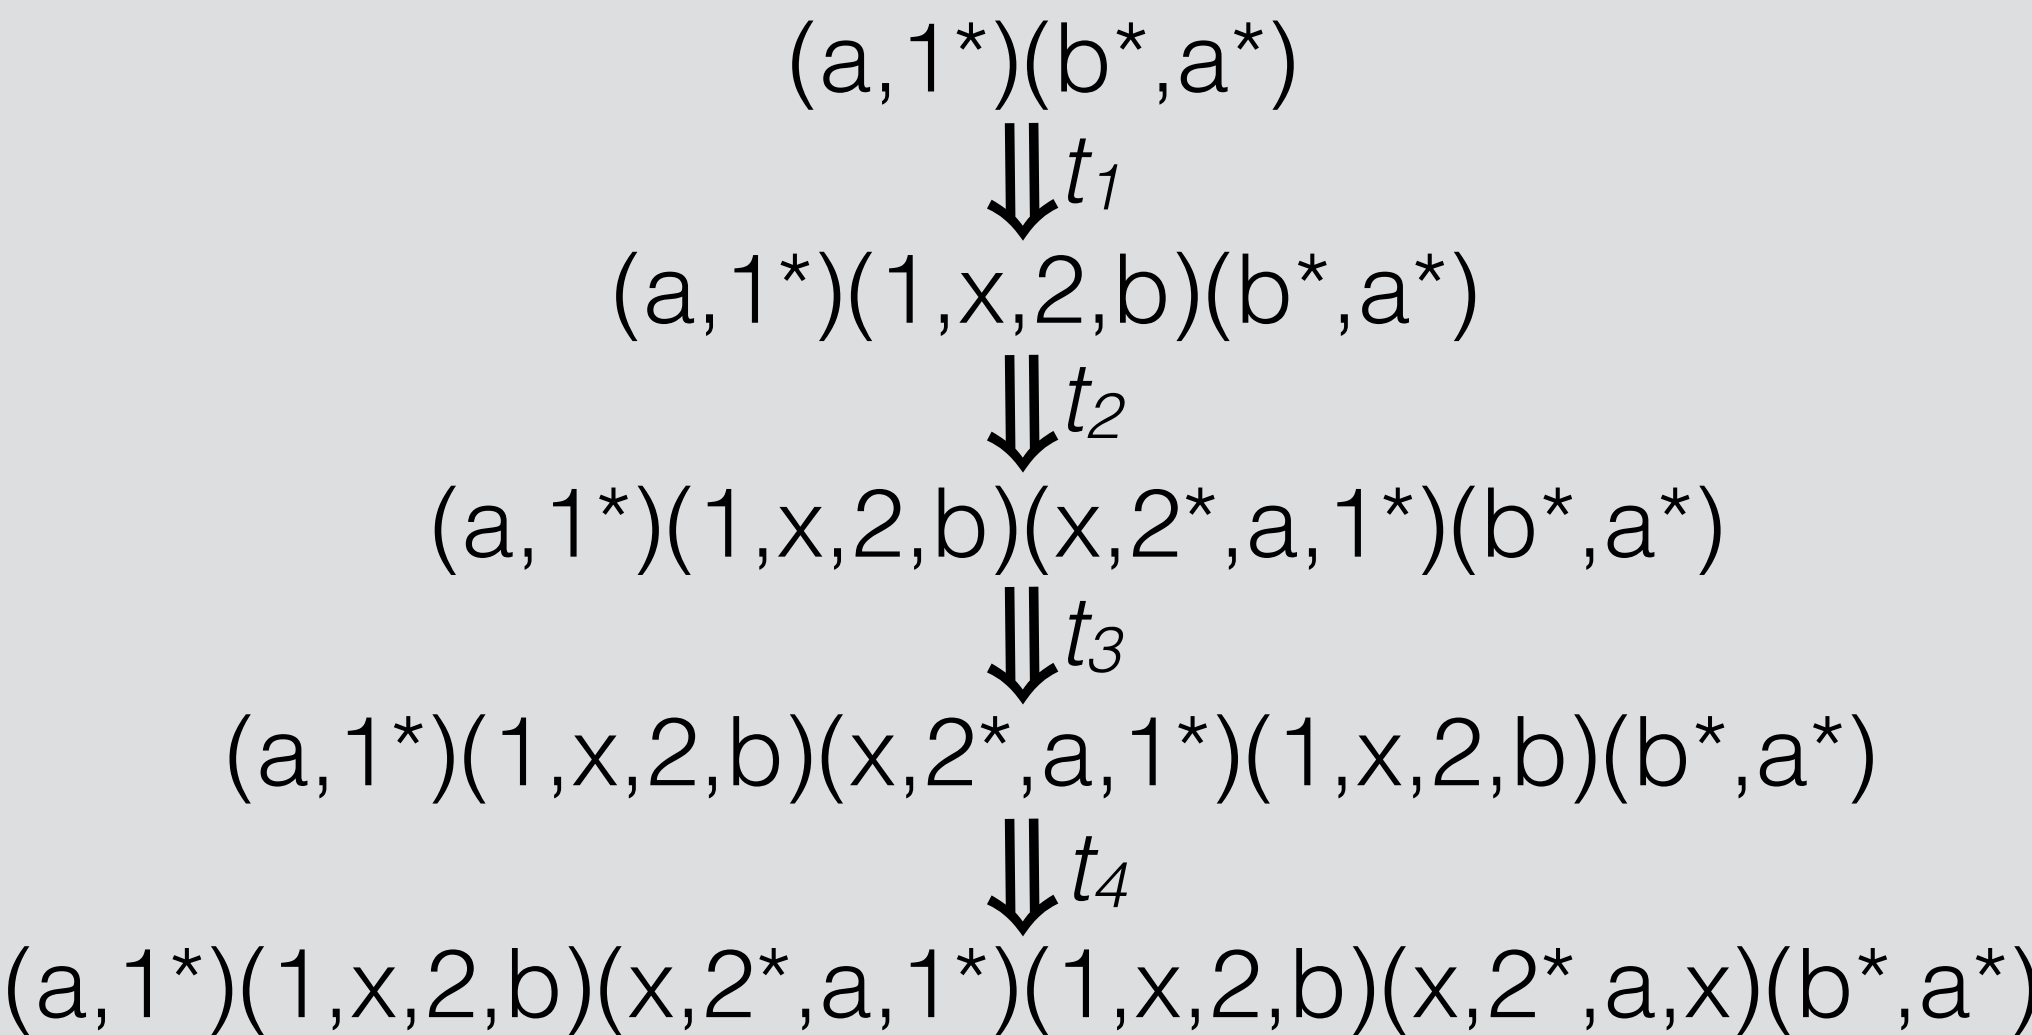 (a,1*)(b*,a*)
⇓ t1
(a,1*)(1,x,2,b)(b*,a*)
⇓ t2
(a,1*)(1,x,2,b)(x,2*,a,1*)(b*,a*)
⇓ t3
(a,1*)(1,x,2,b)(x,2*,a,1*)(1,x,2,b)(b*,a*)
⇓ t4
(a,1*)(1,x,2,b)(x,2*,a,1*)(1,x,2,b)(x,2*,a,x)(b*,a*)